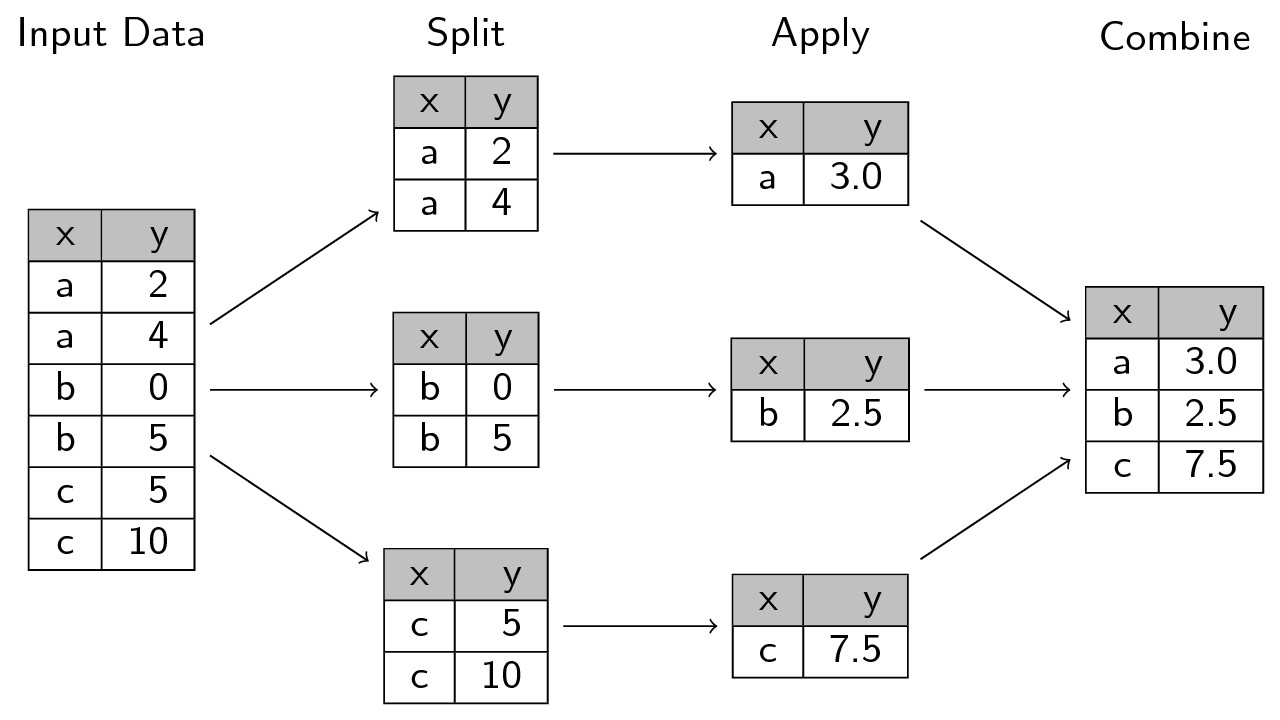 Input Data
Split
Apply
Combine
x y
a 2
a 4
b 0
b 5
c 5
c 10
x y
a 2
a 4
x y
b 0
b 5
x y
c 5
c 10
x y
a 3.0
x y
b 2.5
x y
c 7.5
x y
a 3.0
b 2.5
c 7.5